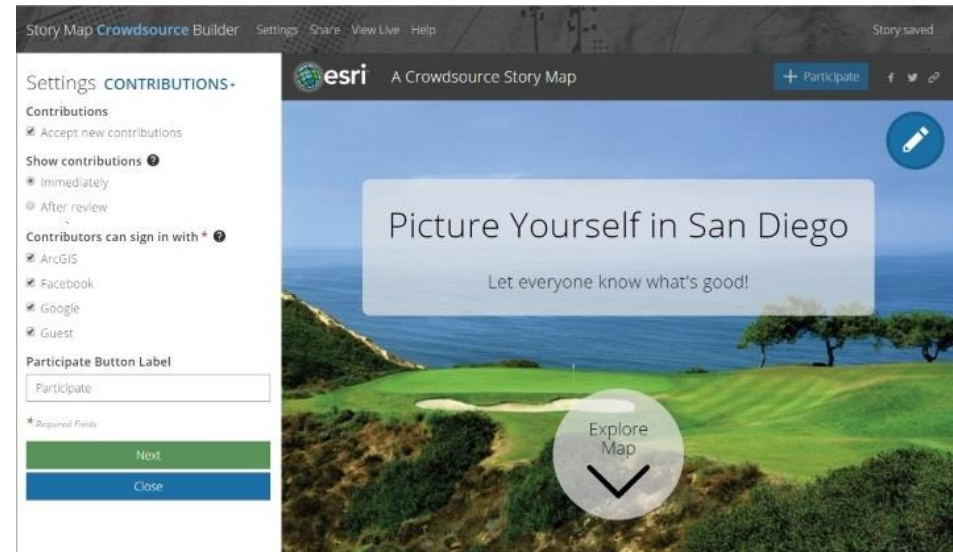 Story Map Crowdsource Builder Settings Share View Live Help Story saved
esri A Crowdsource Story Map + Participate
Settings CONTRIBUTIONS
Contributions
Accept new contributions
Show contributions ?
Immediately
After review
Contributors can sign in with * ?
ArcGIS
Facebook
Google
Guest
Participate Button Label
Participate
* Required Fields
Next
Close
Picture Yourself in San Diego
Let everyone know what's good!
Explore
Map